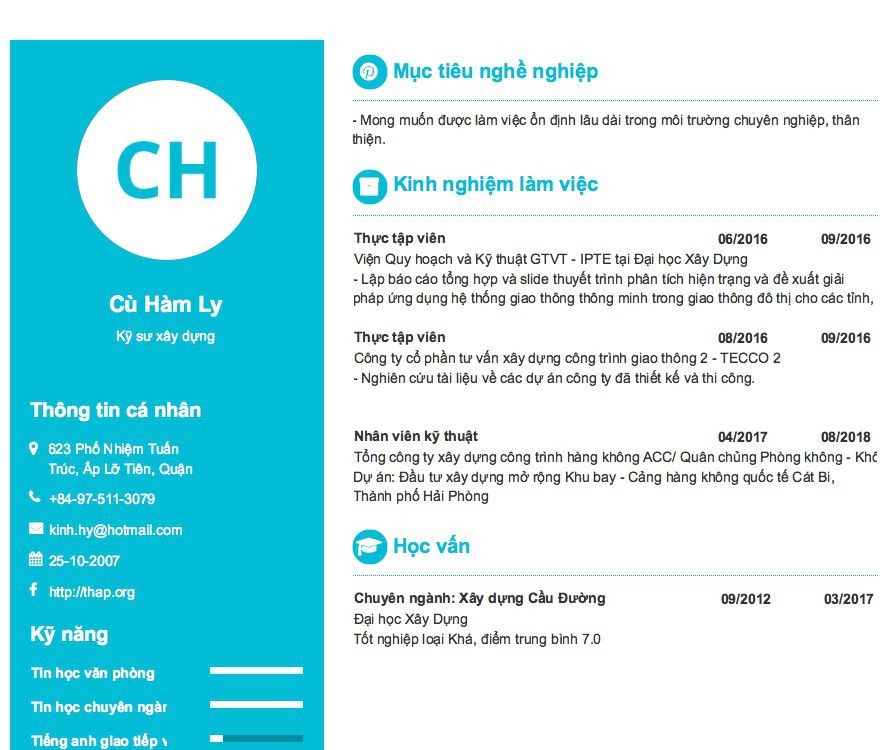 CH
Cù Hàm Ly
Kỹ sư xây dựng
Thông tin cá nhân
623 Phố Nhiệm Tuấn
Trúc, Ấp Lỡ Tiên, Quận
+84-97-511-3079
kinh.hy@hotmail.com
25-10-2007
http://thap.org
Kỹ năng
Tin học văn phòng
Tin học chuyên ngàn
Tiếng anh giao tiếp v
Mục tiêu nghề nghiệp
- Mong muốn được làm việc ổn định lâu dài trong môi trường chuyên nghiệp, thân
thiện.
Kinh nghiệm làm việc
Thực tập viên 06/2016 09/2016
Viện Quy hoạch và Kỹ thuật GTVT - IPTE tại Đại học Xây Dựng
- Lập báo cáo tổng hợp và slide thuyết trình phân tích hiện trạng và đề xuất giải
pháp ứng dụng hệ thống giao thông thông minh trong giao thông đô thị cho các tỉnh,
Thực tập viên 08/2016 09/2016
Công ty cổ phần tư vấn xây dựng công trình giao thông 2 - TECCO 2
- Nghiên cứu tài liệu về các dự án công ty đã thiết kế và thi công.
Nhân viên kỹ thuật 04/2017 08/2018
Tổng công ty xây dựng công trình hàng không ACC/ Quân chủng Phòng không - Khô
Dự án: Đầu tư xây dựng mở rộng Khu bay - Cảng hàng không quốc tế Cát Bi,
Thành phố Hải Phòng
Học vấn
Chuyên ngành: Xây dựng Cầu Đường 09/2012 03/2017
Đại học Xây Dựng
Tốt nghiệp loại Khá, điểm trung bình 7.0